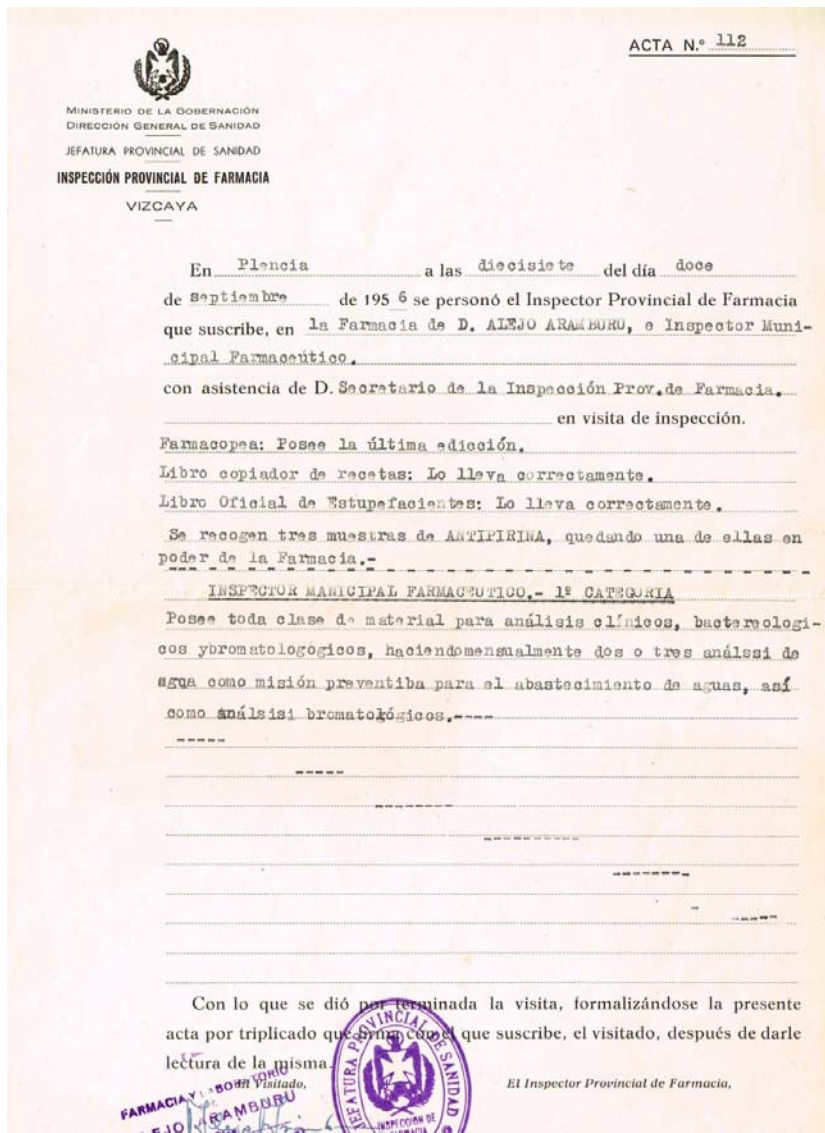 ACTA N.º 112
MINISTERIO DE LA GOBERNACIÓN
DIRECCIÓN GENERAL DE SANIDAD
JEFATURA PROVINCIAL DE SANIDAD
INSPECCIÓN PROVINCIAL DE FARMACIA
VIZCAYA
En Plencia a las diecisiete del día doce
de septiembre de 1956 se personó el Inspector Provincial de Farmacia
que suscribe, en la Farmacia de D. ALEJO ARAMBURU, e Inspector Muni-
cipal Farmaceútico.
con asistencia de D. Secretario de la Inspección Prov.de Farmacia.
en visita de inspección.
Farmacopea: Posee la última edicción.
Libro copiador de recetas: Lo lleva correctamente.
Libro Oficial de Estupefacientes: Lo lleva correctamente.
Se recogen tres muestras de ANTIPIRINA, quedando una de ellas en
poder de la Farmacia.-
INSPECTOR MANICIPAL FARMACEUTICO.- 1º CATEGORIA
Posee toda clase de material para análisis clínicos, bactereologi-
cos ybromatologògicos, haciendomensualmente dos o tres análssi de
agua como misión preventiba para el abastecimiento de aguas, así
como análsisi bromatológicos.----
Con lo que se dió por terminada la visita, formalizándose la presente
acta por triplicado que firma con el que suscribe, el visitado, después de darle
lectura de la misma.
El Visitado,
El Inspector Provincial de Farmacia,
FARMACIA Y LABORATORIO
ALEJO ARAMBURU
JEFATURA PROVINCIAL DE SANIDAD
INSPECCION DE
FARMACIA